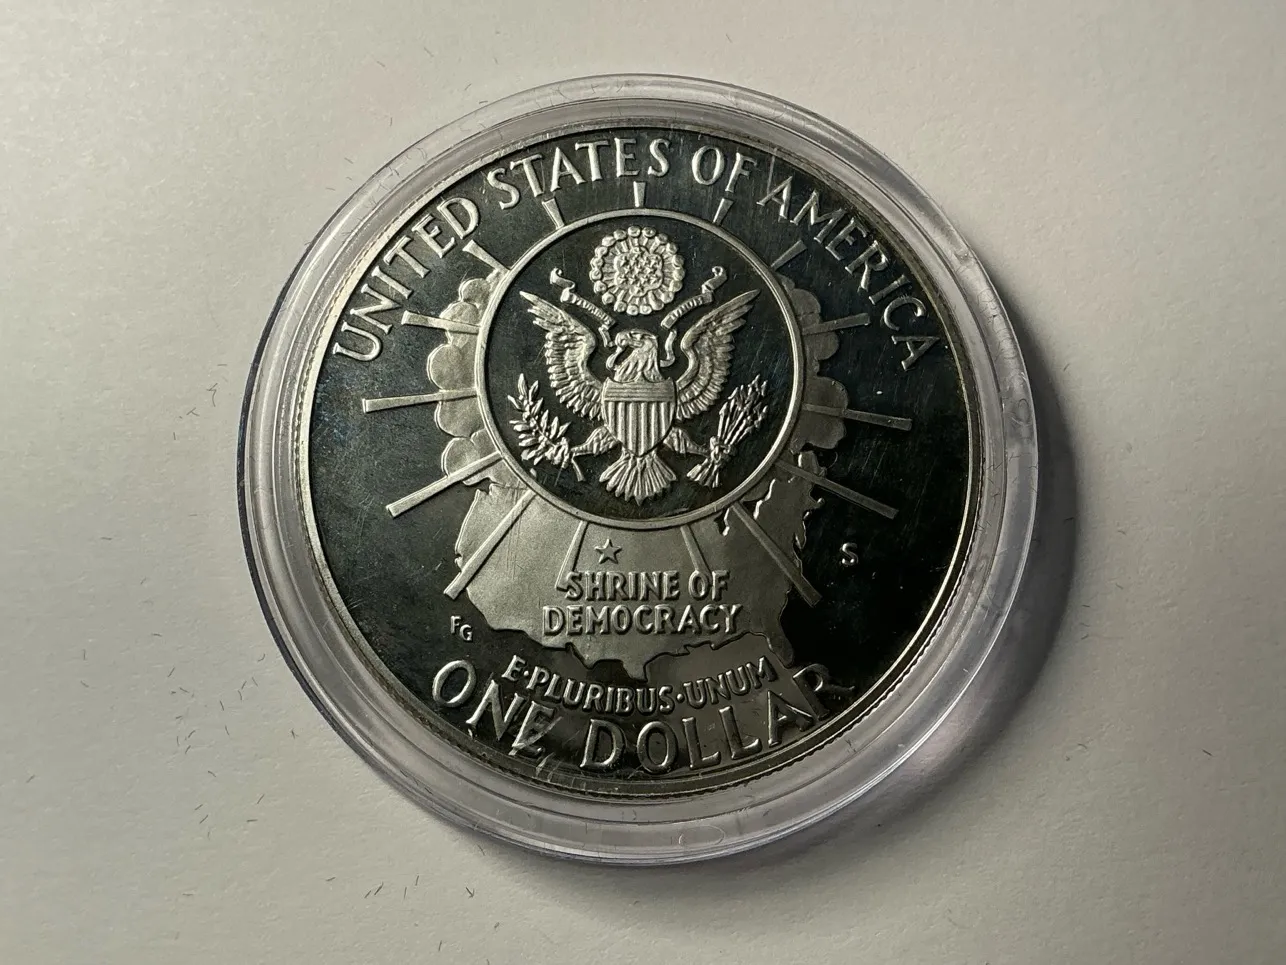 UNITED STATES OF AMERICA
S
SHRINE OF
DEMOCRACY
FG
E·PLURIBUS·UNUM
ONE DOLLAR